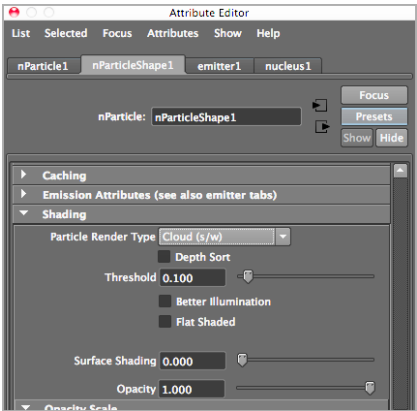 Attribute Editor
List Selected Focus Attributes Show Help
nParticle1 nParticleShape1 emitter1 nucleus1
Focus
nParticle: nParticleShape1
Presets
Show Hide
Caching
Emission Attributes (see also emitter tabs)
Shading
Particle Render Type Cloud (s/w)
Depth Sort
Threshold 0.100
Better Illumination
Flat Shaded
Surface Shading 0.000
Opacity 1.000
Opacity Scale